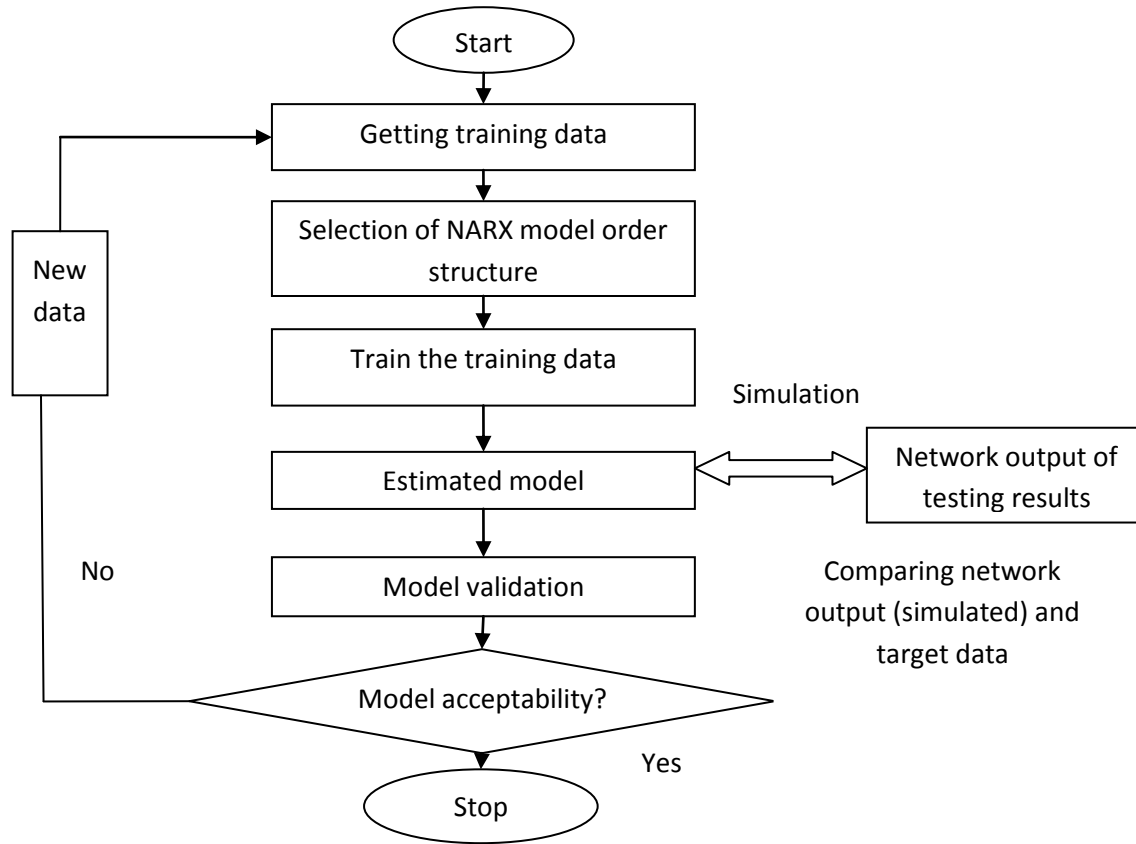 Start
Getting training data
Selection of NARX model order
structure
New
data
Train the training data
Simulation
Estimated model
Network output of
testing results
No
Model validation
Comparing network
output (simulated) and
target data
Model acceptability?
Yes
Stop